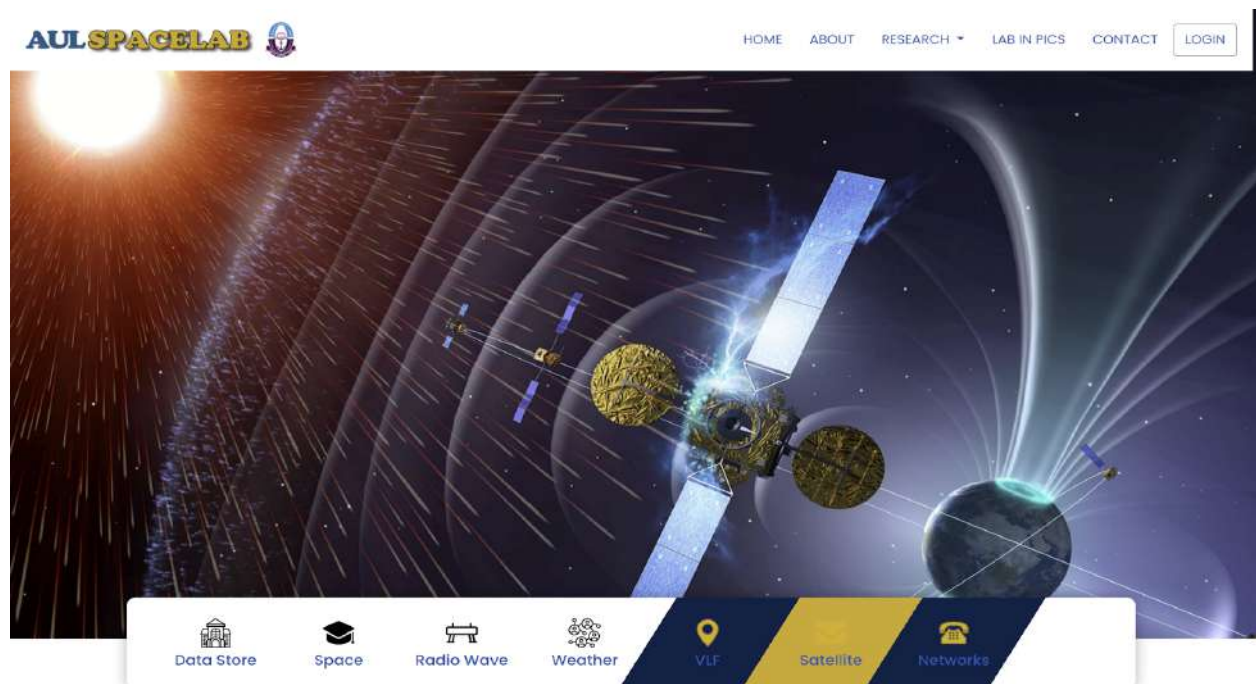 AUL SPACELAB
HOME ABOUT RESEARCH LAB IN PICS CONTACT LOGIN
Data Store Space Radio Wave Weather VLF Satellite Networks